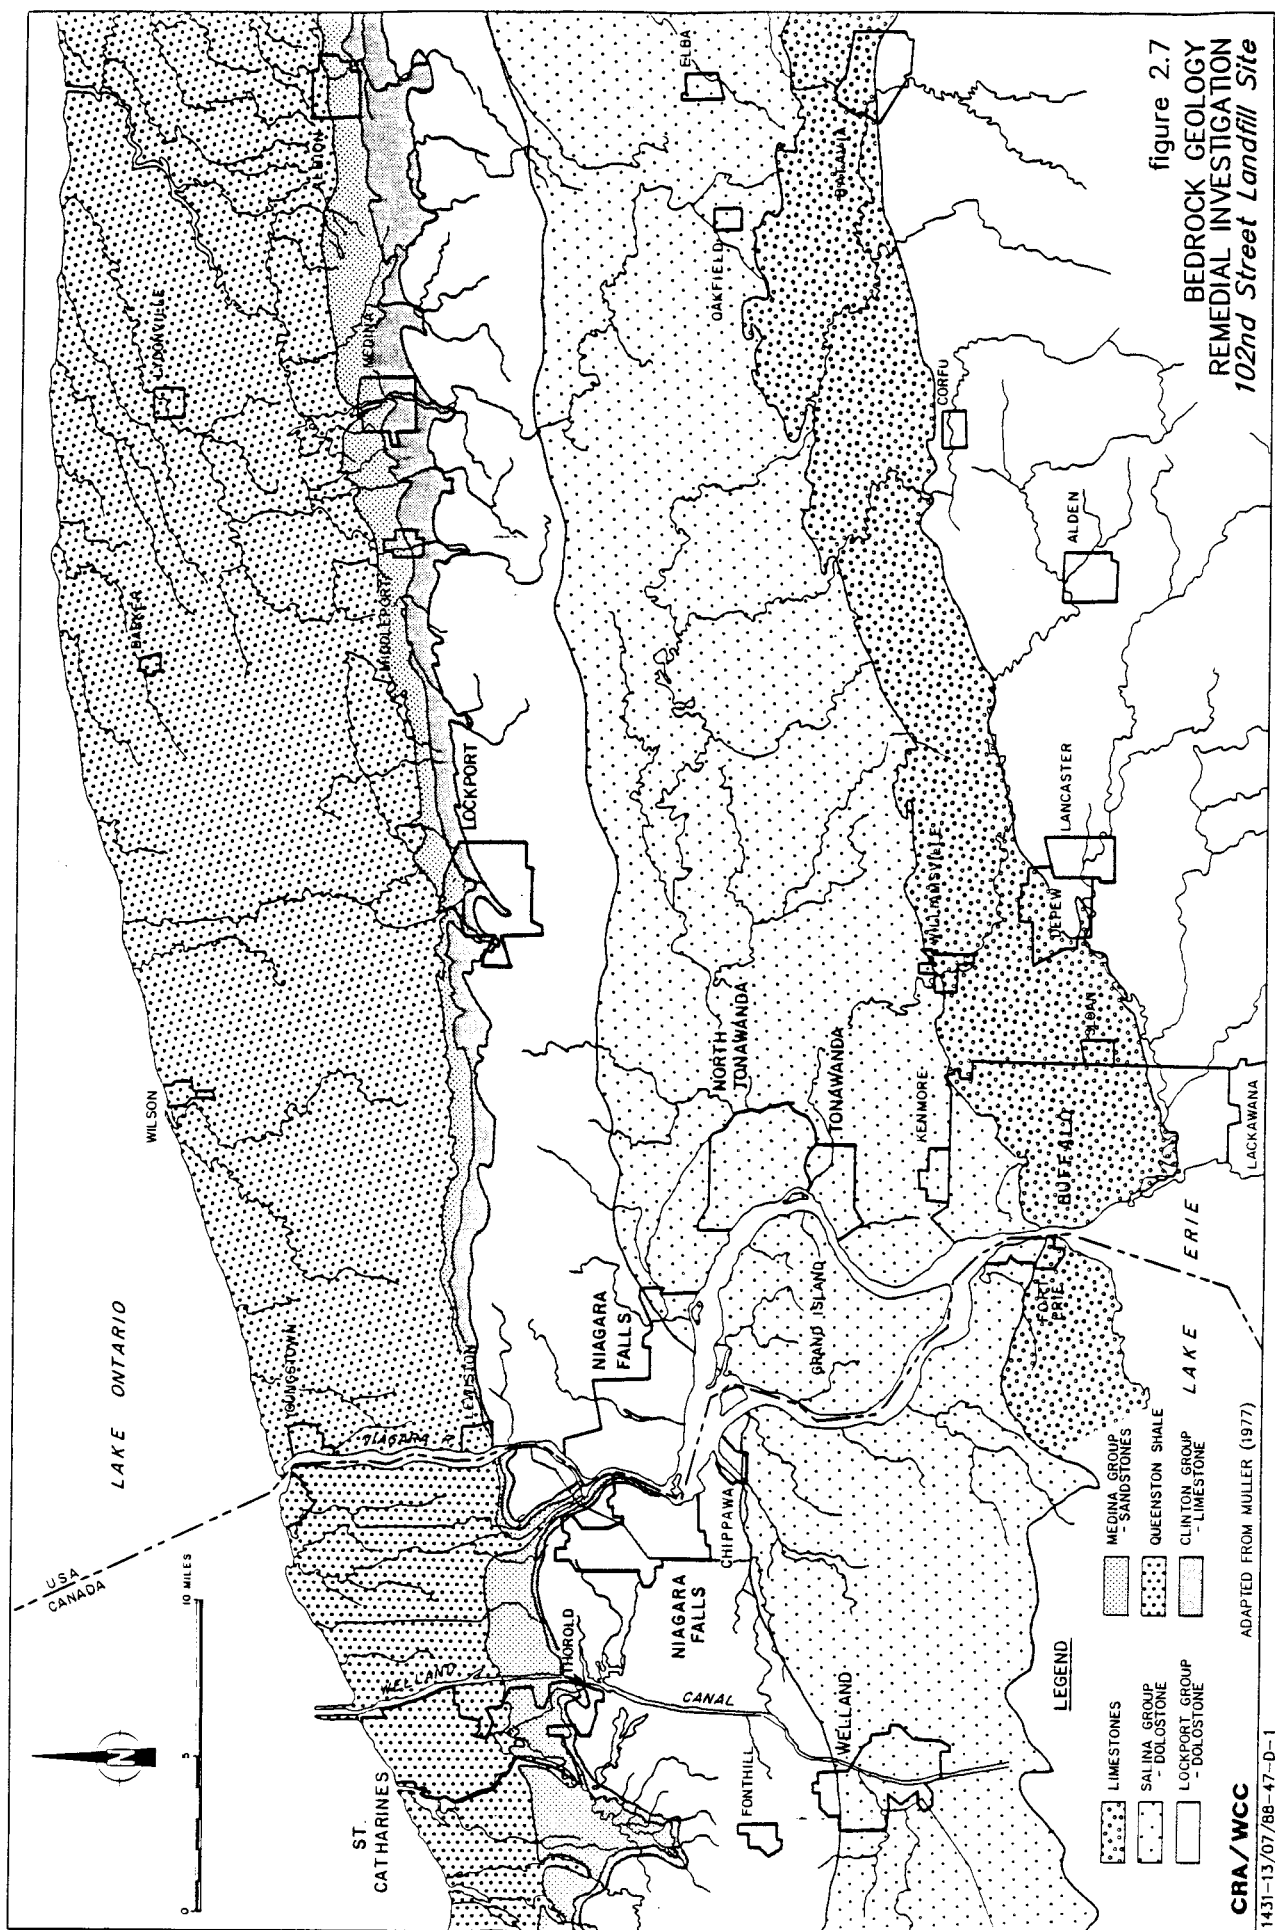 LAKE ONTARIO
USA
CANADA
0
5
10 MILES
N
ST.
CATHARINES
WELLAND
CANAL
THOROLD
FONTHILL
WELLAND
NIAGARA
FALLS
CHIPPAWA
NIAGARA R.
YOUNGSTOWN
LEWISTON
NIAGARA
FALLS
GRAND ISLAND
WILSON
LOCKPORT
BARKER
MIDDLEPORT
LYDONVILLE
MEDINA
ALBION
NORTH
TONAWANDA
TONAWANDA
KENMORE
WILLIAMSVILLE
BUFFALO
FORT
ERIE
SLOAN
DEPEW
LANCASTER
LACKAWANA
ALDEN
CORFU
OAKFIELD
ELBA
BATAVIA
LAKE ERIE
LEGEND
LIMESTONES
SALINA GROUP
- DOLOSTONE
LOCKPORT GROUP
- DOLOSTONE
MEDINA GROUP
- SANDSTONES
QUEENSTON SHALE
CLINTON GROUP
- LIMESTONE
ADAPTED FROM MULLER (1977)
figure 2.7
BEDROCK GEOLOGY
REMEDIAL INVESTIGATION
102nd Street Landfill Site
CRA/WCC
1431-13/07/88-47-D-1